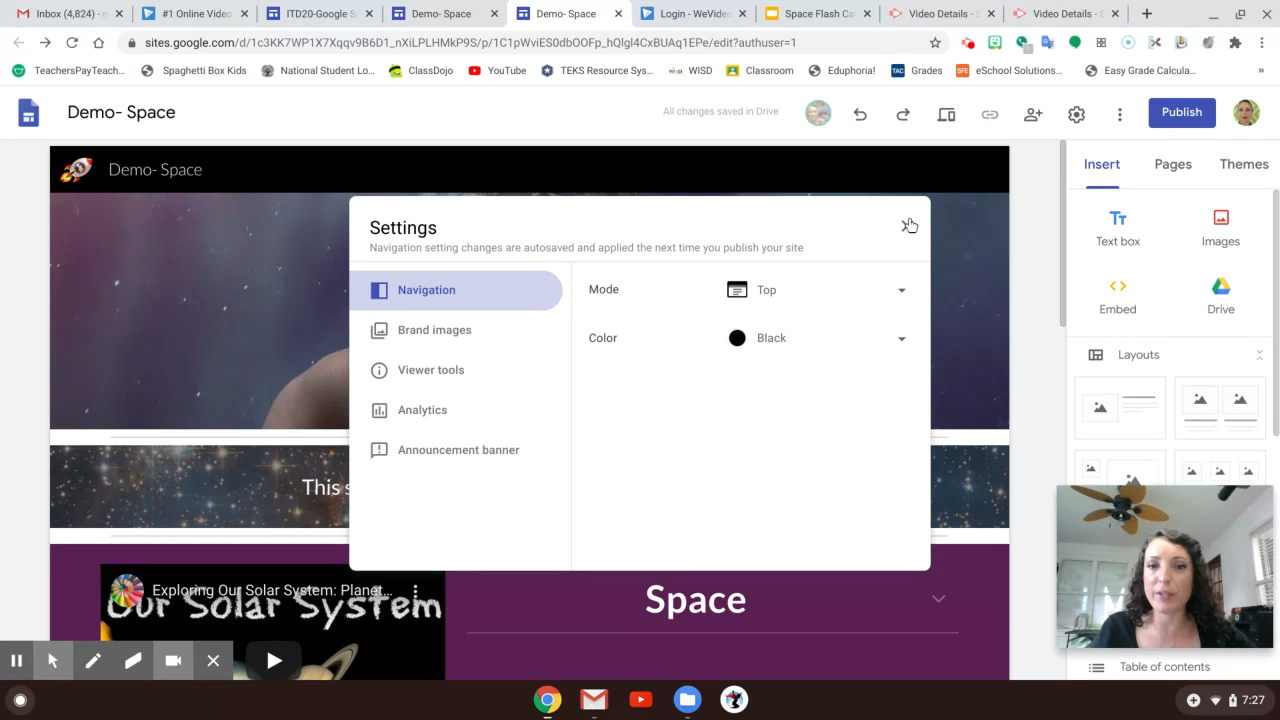 Inbox (4,824) - p
#1 Online Video
ITD20-Google S
Demo- Space
Demo- Space
Login - WeVideo
Space Flash Ca
Video Details - S
Video Details - S
sites.google.com/d/1c3KK7WP1X7Xqqv9B6D1_nXiLPLHMkP9S/p/1C1pWviES0dbOOFp_hQIgl4CxBUAq1EPe/edit?authuser=1
TeachersPayTeach...
Spaghetti Box Kids
National Student Lo...
ClassDojo
YouTube
TEKS Resource Sys...
WISD
Classroom
Eduphoria!
Grades
eSchool Solutions...
Easy Grade Calcula...
»
Demo- Space
All changes saved in Drive
Publish
Demo- Space
Insert
Pages
Themes
Settings
Navigation setting changes are autosaved and applied the next time you publish your site
Navigation
Brand images
Viewer tools
Analytics
Announcement banner
Mode
Top
Color
Black
Text box
Images
Embed
Drive
Layouts
This s
Exploring Our Solar System: Planet...
Our Solar System
Space
Table of contents
7:27